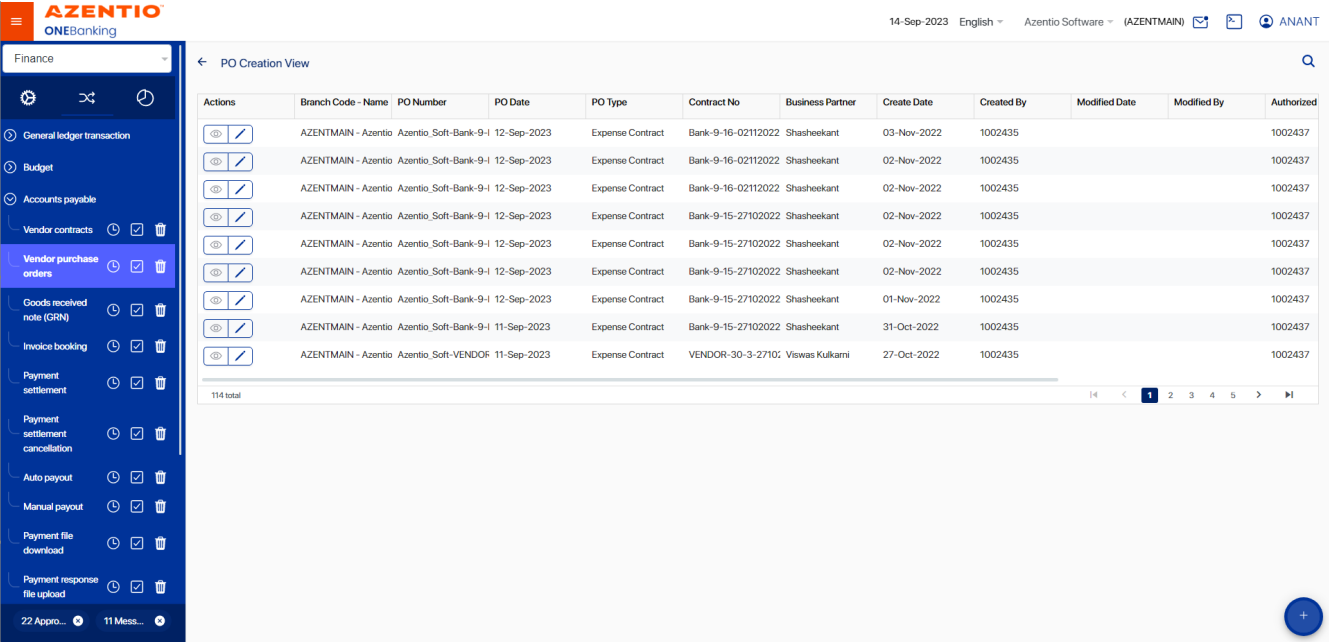 AZENTIO
ONEBanking
14-Sep-2023 English Azentio Software (AZENTMAIN) ANANT
Finance
General ledger transaction
Budget
Accounts payable
Vendor contracts
Vendor purchase
orders
Goods received
note (GRN)
Invoice booking
Payment
settlement
Payment
settlement
cancellation
Auto payout
Manual payout
Payment file
download
Payment response
file upload
22 Appro... 11 Mess...
PO Creation View
Actions Branch Code - Name PO Number PO Date PO Type Contract No Business Partner Create Date Created By Modified Date Modified By Authorized
AZENTMAIN - Azentio Azentio_Soft-Bank-9-I 12-Sep-2023 Expense Contract Bank-9-16-02112022 Shasheekant 03-Nov-2022 1002435 1002437
AZENTMAIN - Azentio Azentio_Soft-Bank-9-I 12-Sep-2023 Expense Contract Bank-9-16-02112022 Shasheekant 02-Nov-2022 1002435 1002437
AZENTMAIN - Azentio Azentio_Soft-Bank-9-I 12-Sep-2023 Expense Contract Bank-9-16-02112022 Shasheekant 02-Nov-2022 1002435 1002437
AZENTMAIN - Azentio Azentio_Soft-Bank-9-I 12-Sep-2023 Expense Contract Bank-9-15-27102022 Shasheekant 02-Nov-2022 1002435 1002437
AZENTMAIN - Azentio Azentio_Soft-Bank-9-I 12-Sep-2023 Expense Contract Bank-9-15-27102022 Shasheekant 02-Nov-2022 1002435 1002437
AZENTMAIN - Azentio Azentio_Soft-Bank-9-I 12-Sep-2023 Expense Contract Bank-9-15-27102022 Shasheekant 02-Nov-2022 1002435 1002437
AZENTMAIN - Azentio Azentio_Soft-Bank-9-I 12-Sep-2023 Expense Contract Bank-9-15-27102022 Shasheekant 01-Nov-2022 1002435 1002437
AZENTMAIN - Azentio Azentio_Soft-Bank-9-I 11-Sep-2023 Expense Contract Bank-9-15-27102022 Shasheekant 31-Oct-2022 1002435 1002437
AZENTMAIN - Azentio Azentio_Soft-VENDOR 11-Sep-2023 Expense Contract VENDOR-30-3-27102 Viswas Kulkarni 27-Oct-2022 1002435 1002437
114 total 1 2 3 4 5